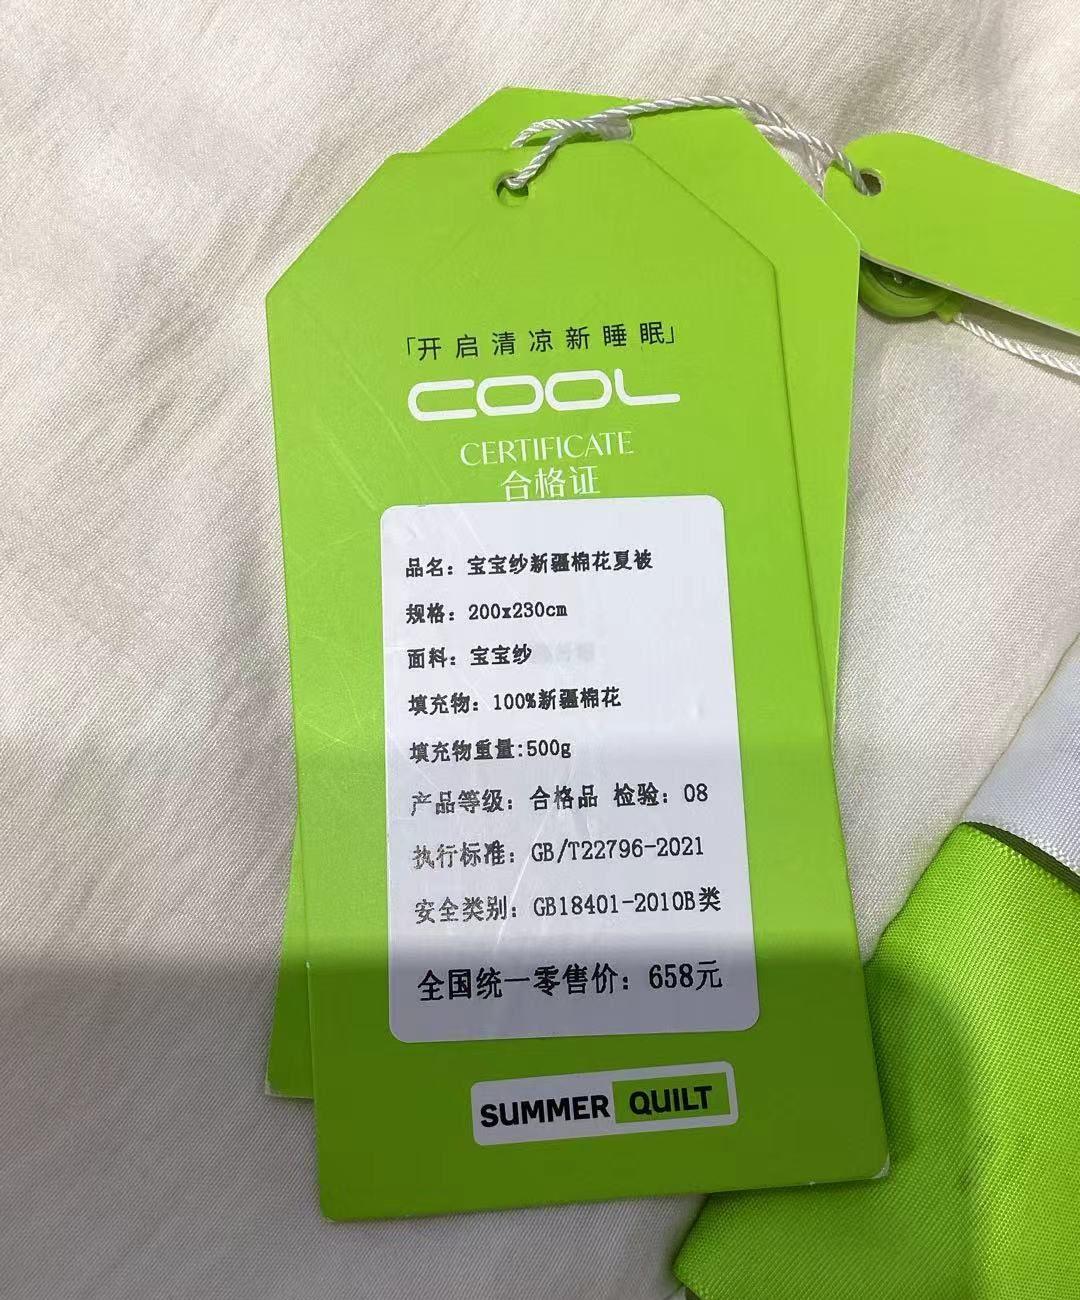 「开启清凉新睡眠」
COOL
CERTIFICATE
合格证
品名：宝宝纱新疆棉花夏被
规格：200x230cm
面料：宝宝纱
填充物：100%新疆棉花
填充物重量:500g
产品等级：合格品 检验：08
执行标准：GB/T22796-2021
安全类别：GB18401-2010B类
全国统一零售价：658元
SUMMER QUILT